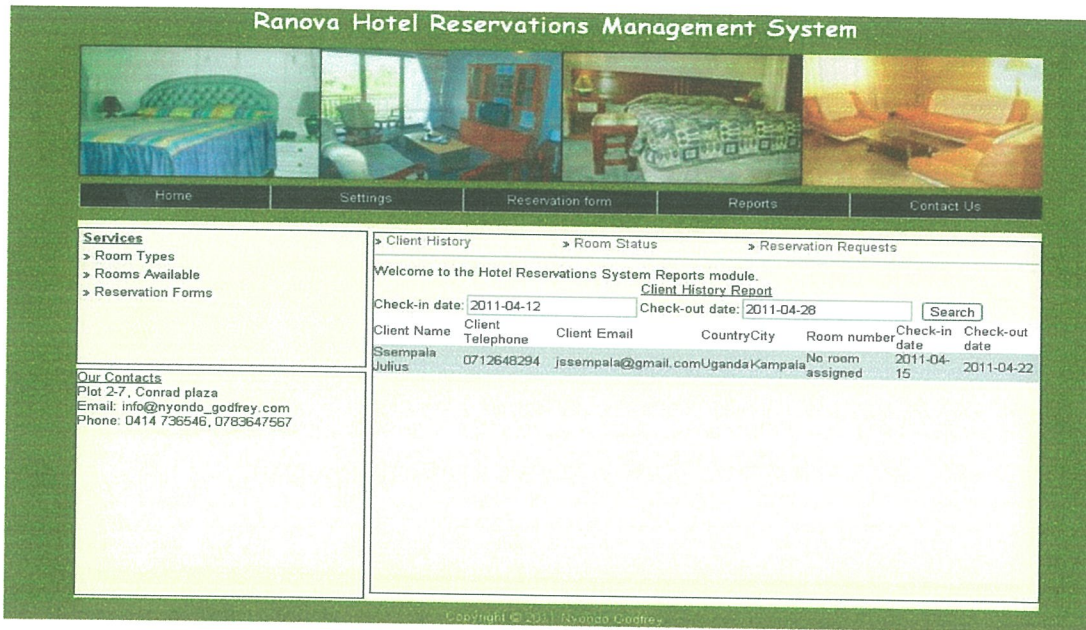 Ranova Hotel Reservations Management System
Home Settings Reservation form Reports Contact Us
Services
» Room Types
» Rooms Available
» Reservation Forms
Our Contacts
Plot 2-7, Conrad plaza
Email: info@nyondo_godfrey.com
Phone: 0414 736546, 0783647567
» Client History » Room Status » Reservation Requests
Welcome to the Hotel Reservations System Reports module.
Client History Report
Check-in date: 2011-04-12 Check-out date: 2011-04-28 Search
Client Name Client Telephone Client Email Country City Room number Check-in date Check-out date
Ssempala Julius 0712648294 jssempala@gmail.com Uganda Kampala No room assigned 2011-04-15 2011-04-22
Copyright © 2011 Nyondo Godfrey